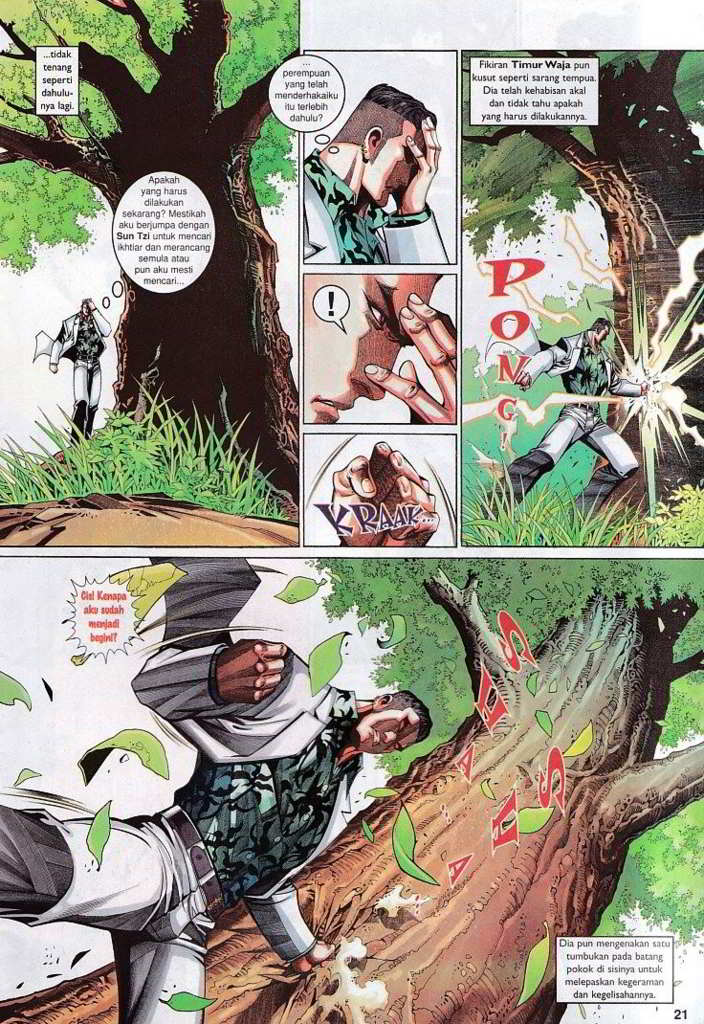 ...tidak
tenang
seperti
dahulu-
nya lagi.
Apakah
yang harus
dilakukan
sekarang? Mestikah
aku berjumpa dengan
Sun Tzi untuk mencari
ikhtiar dan merancang
semula atau
pun aku mesti
mencari...
...
perempuan
yang telah
menderhakaiku
itu terlebih
dahulu?
!
KRAAK...
Fikiran Timur Waja pun
kusut seperti sarang tempua.
Dia telah kehabisan akal
dan tidak tahu apakah
yang harus dilakukannya.
PONG!
Cis! Kenapa
aku sudah
menjadi
begini?
SHA...A
SHS
Dia pun mengenakan satu
tumbukan pada batang
pokok di sisinya untuk
melepaskan kegeraman
dan kegelisahannya.
21